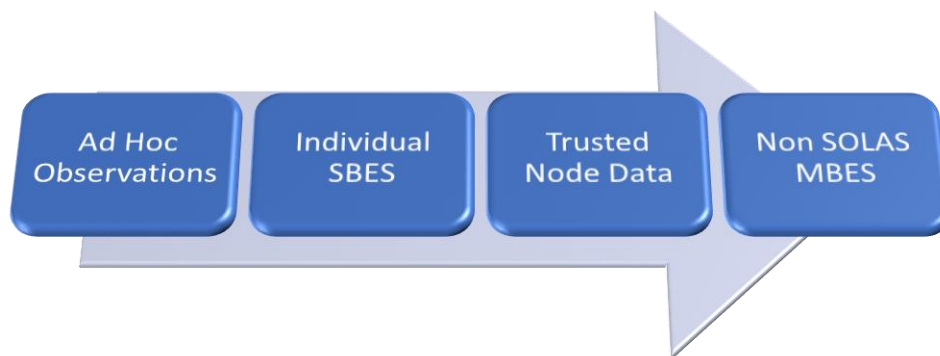 Ad Hoc
Observations
Individual
SBES
Trusted
Node Data
Non SOLAS
MBES